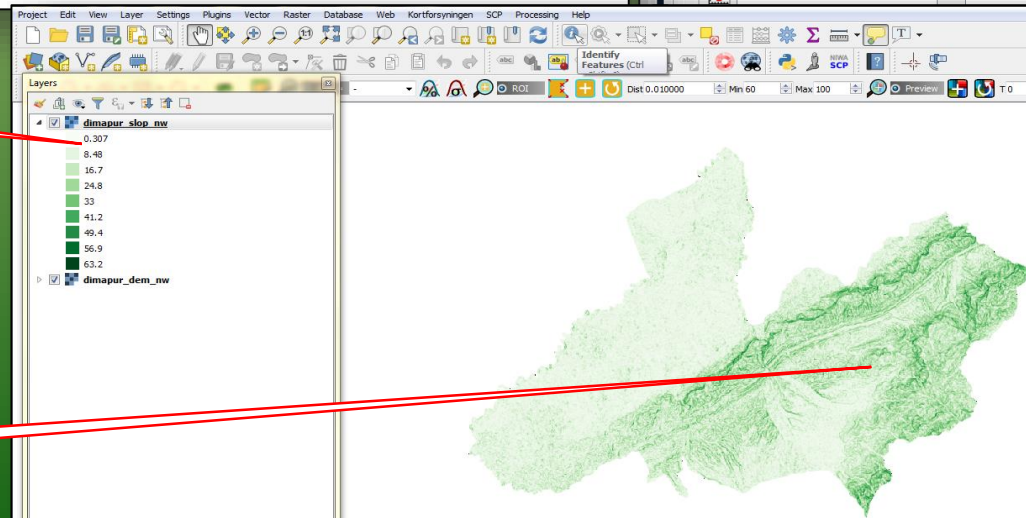 Project Edit View Layer Settings Plugins Vector Raster Database Web Kortforsyningen SCP Processing Help
Identify
Features (Ctrl
Layers
ROI Dist 0.010000 Min 60 Max 100 Preview T 0
dimapur_slop_nw
0.307
8.48
16.7
24.8
33
41.2
49.4
56.9
63.2
dimapur_dem_nw